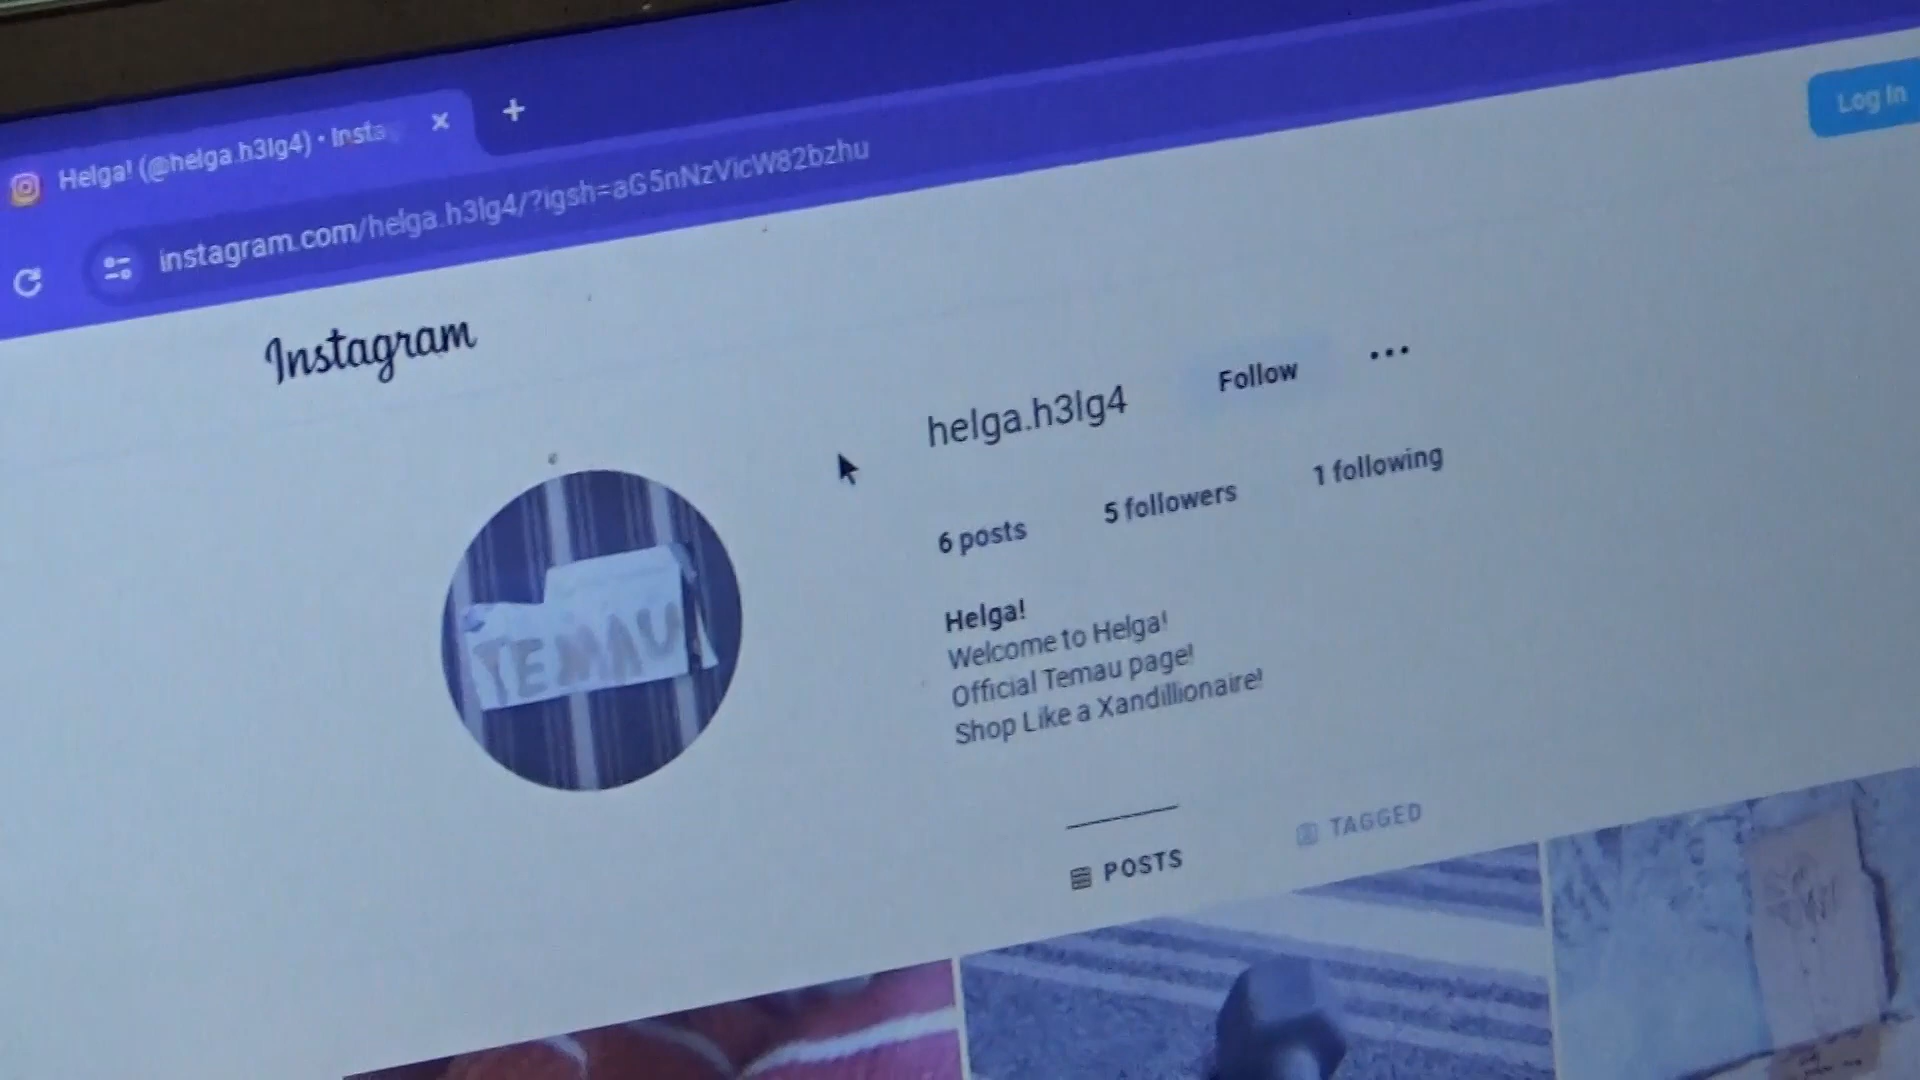 Helga! (@helga.h3lg4) • Insta
instagram.com/helga.h3lg4/?igsh=aG5nNzVicW82bzhu
Log In
Instagram
helga.h3lg4
Follow
6 posts
5 followers
1 following
TEMAU
Helga!
Welcome to Helga!
Official Temau page!
Shop Like a Xandillionaire!
POSTS
TAGGED